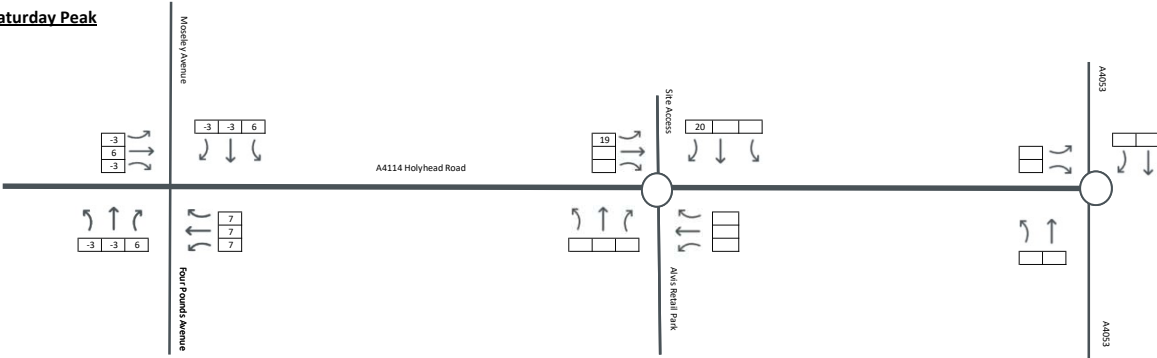 aturday Peak
Moseley Avenue
A4053
Site Access
-3 -3 6
20
-3
6
-3
19
A4114 Holyhead Road
7
7
7
-3 -3 6
Four Pounds Avenue
Alvis Retail Park
A4053